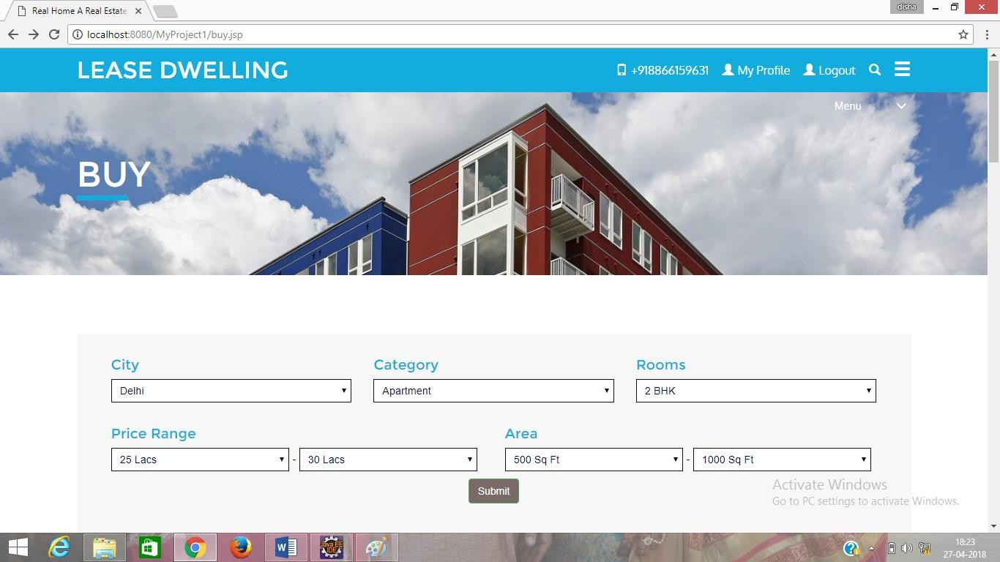 Real Home A Real Estate
disha
localhost:8080/MyProject1/buy.jsp
LEASE DWELLING
+918866159631 My Profile Logout
Menu
BUY
City Category Rooms
Delhi Apartment 2 BHK
Price Range Area
25 Lacs - 30 Lacs 500 Sq Ft - 1000 Sq Ft
Submit
Activate Windows
Go to PC settings to activate Windows.
Java EE
IDE
18:23
27-04-2018